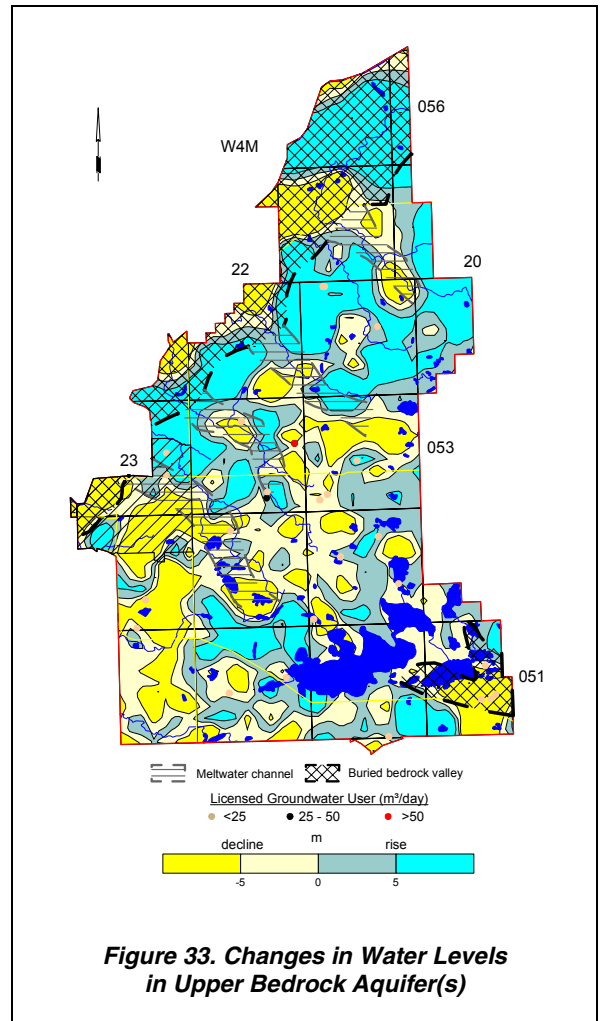 056
W4M
22
20
053
23
051
Meltwater channel Buried bedrock valley
Licensed Groundwater User (m³/day)
<25 25 - 50 >50
decline m rise
-5 0 5
Figure 33. Changes in Water Levels
in Upper Bedrock Aquifer(s)